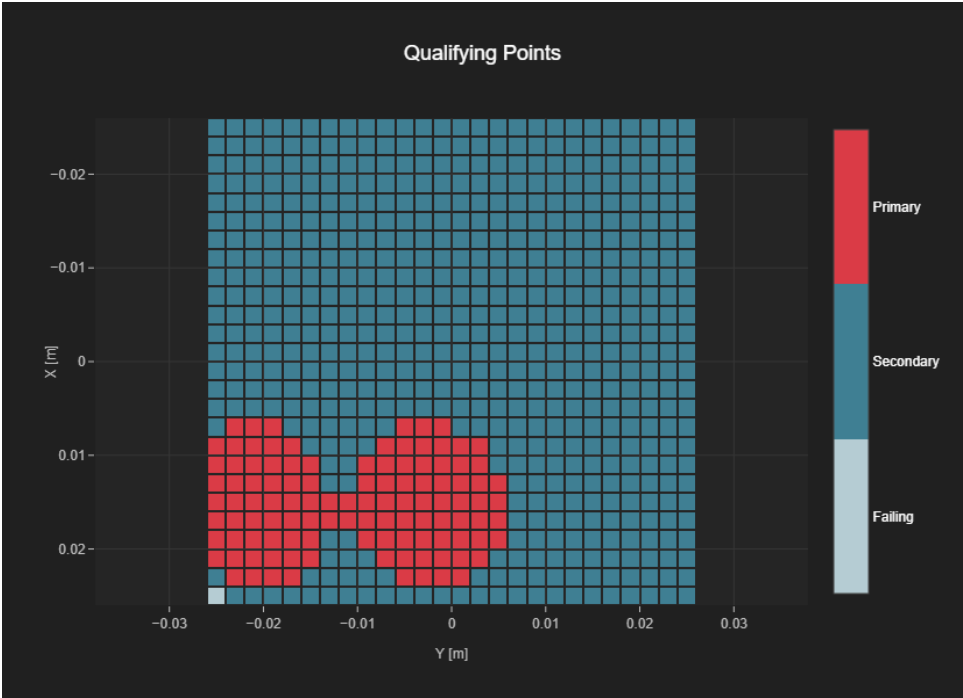 Qualifying Points
−0.02
−0.01
0
0.01
0.02
X [m]
−0.03
−0.02
−0.01
0
0.01
0.02
0.03
Y [m]
Primary
Secondary
Failing